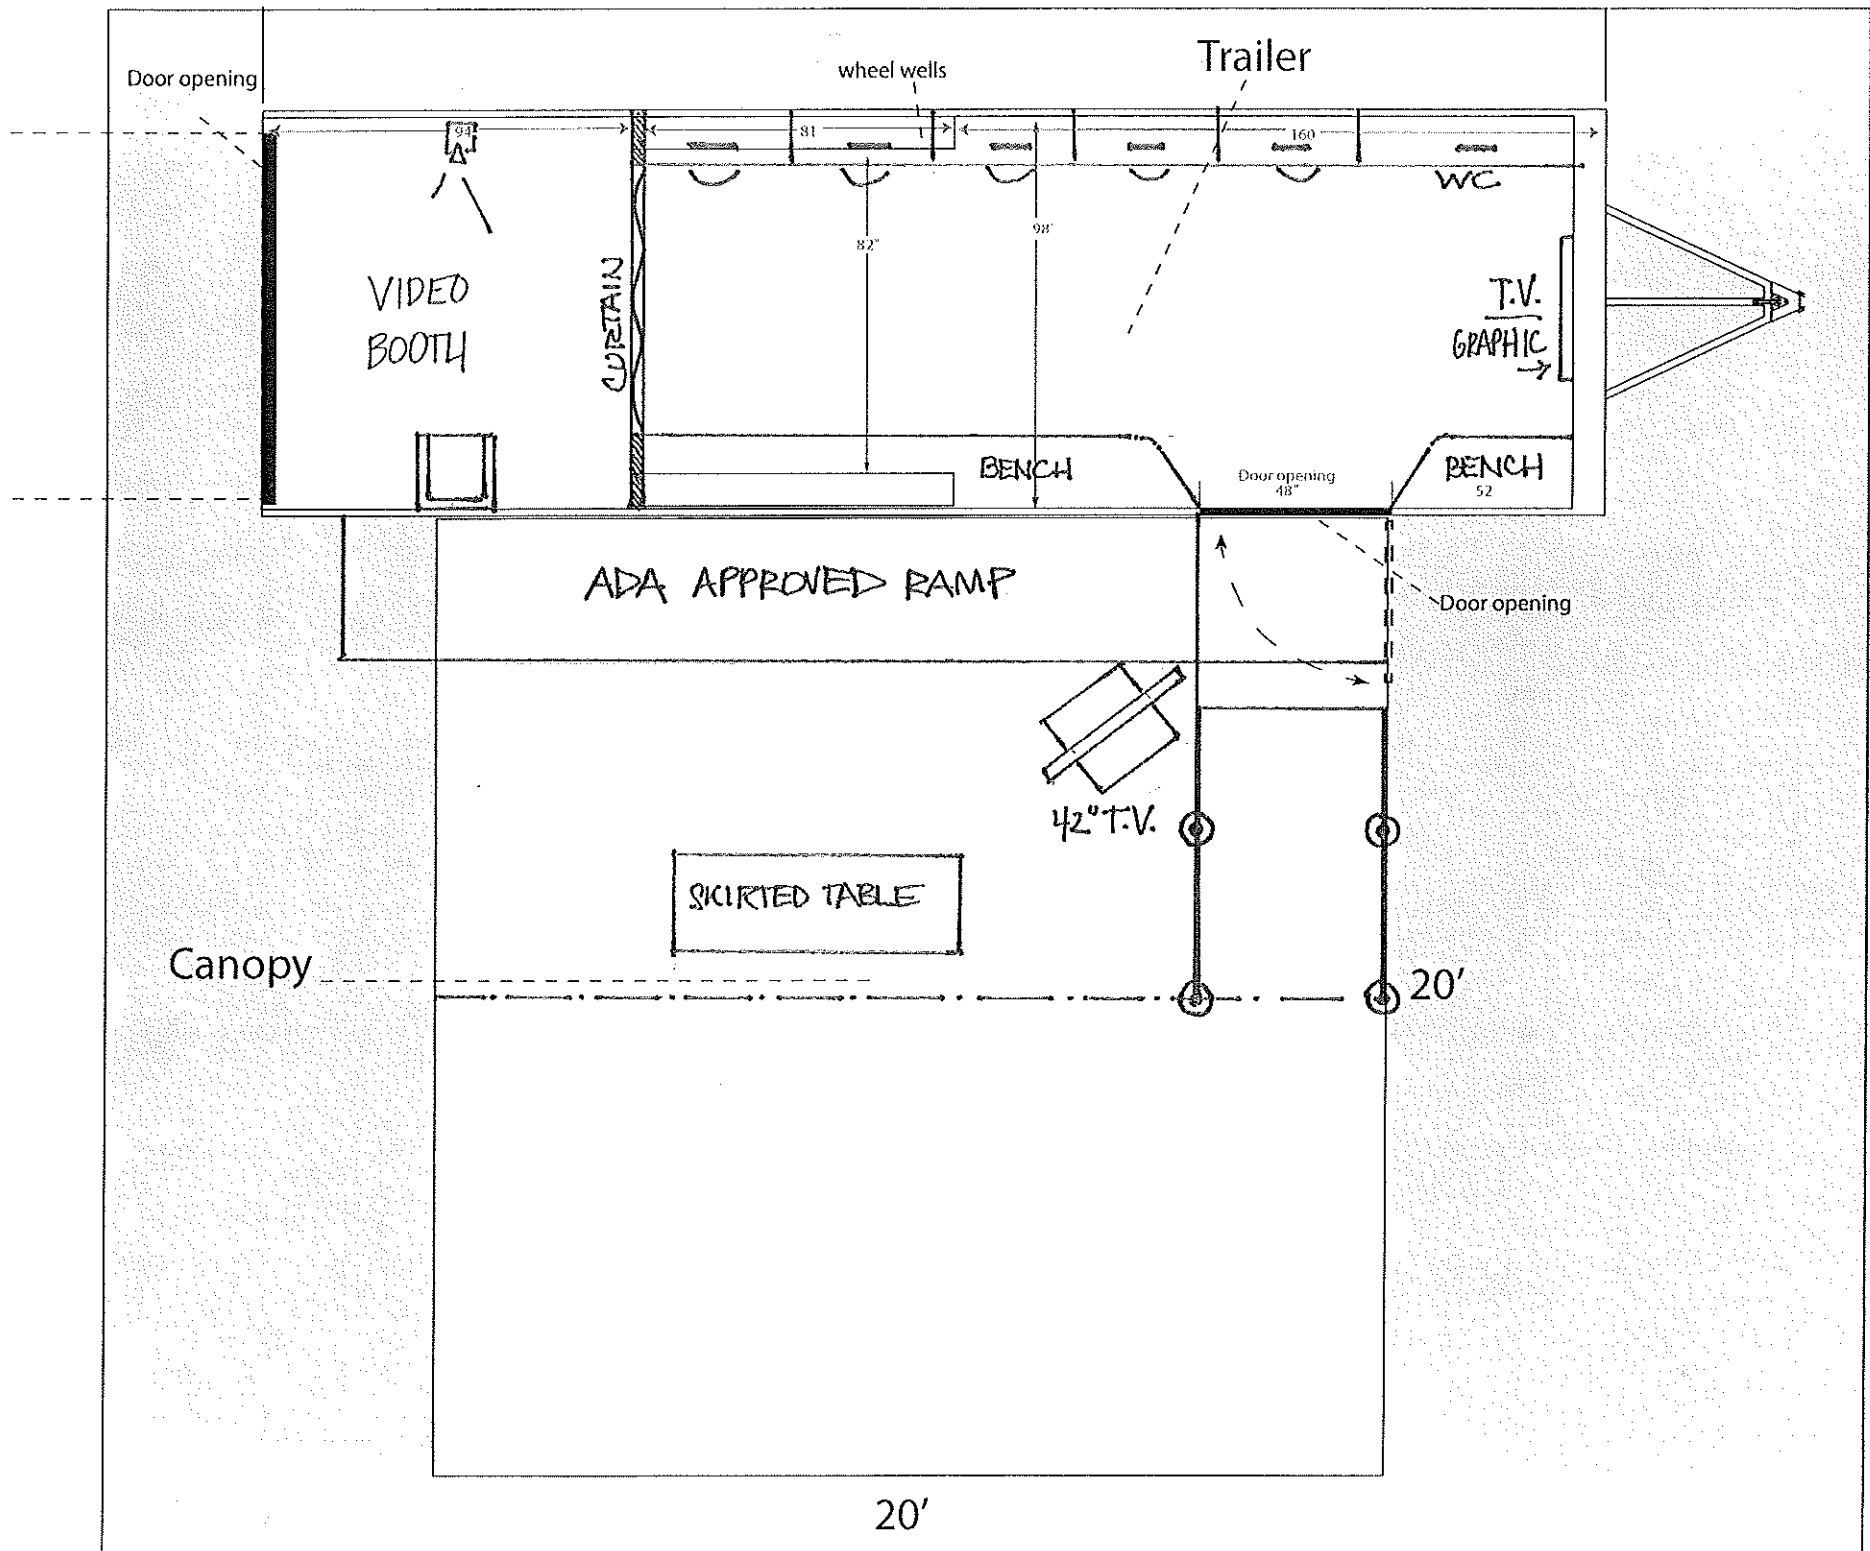 Trailer
wheel wells
Door opening
94
81
160
WC
82"
98"
VIDEO
BOOTH
CURTAIN
T.V.
GRAPHIC
BENCH
Door opening
48"
BENCH
52
ADA APPROVED RAMP
Door opening
42" T.V.
SKIRTED TABLE
Canopy
20'
20'